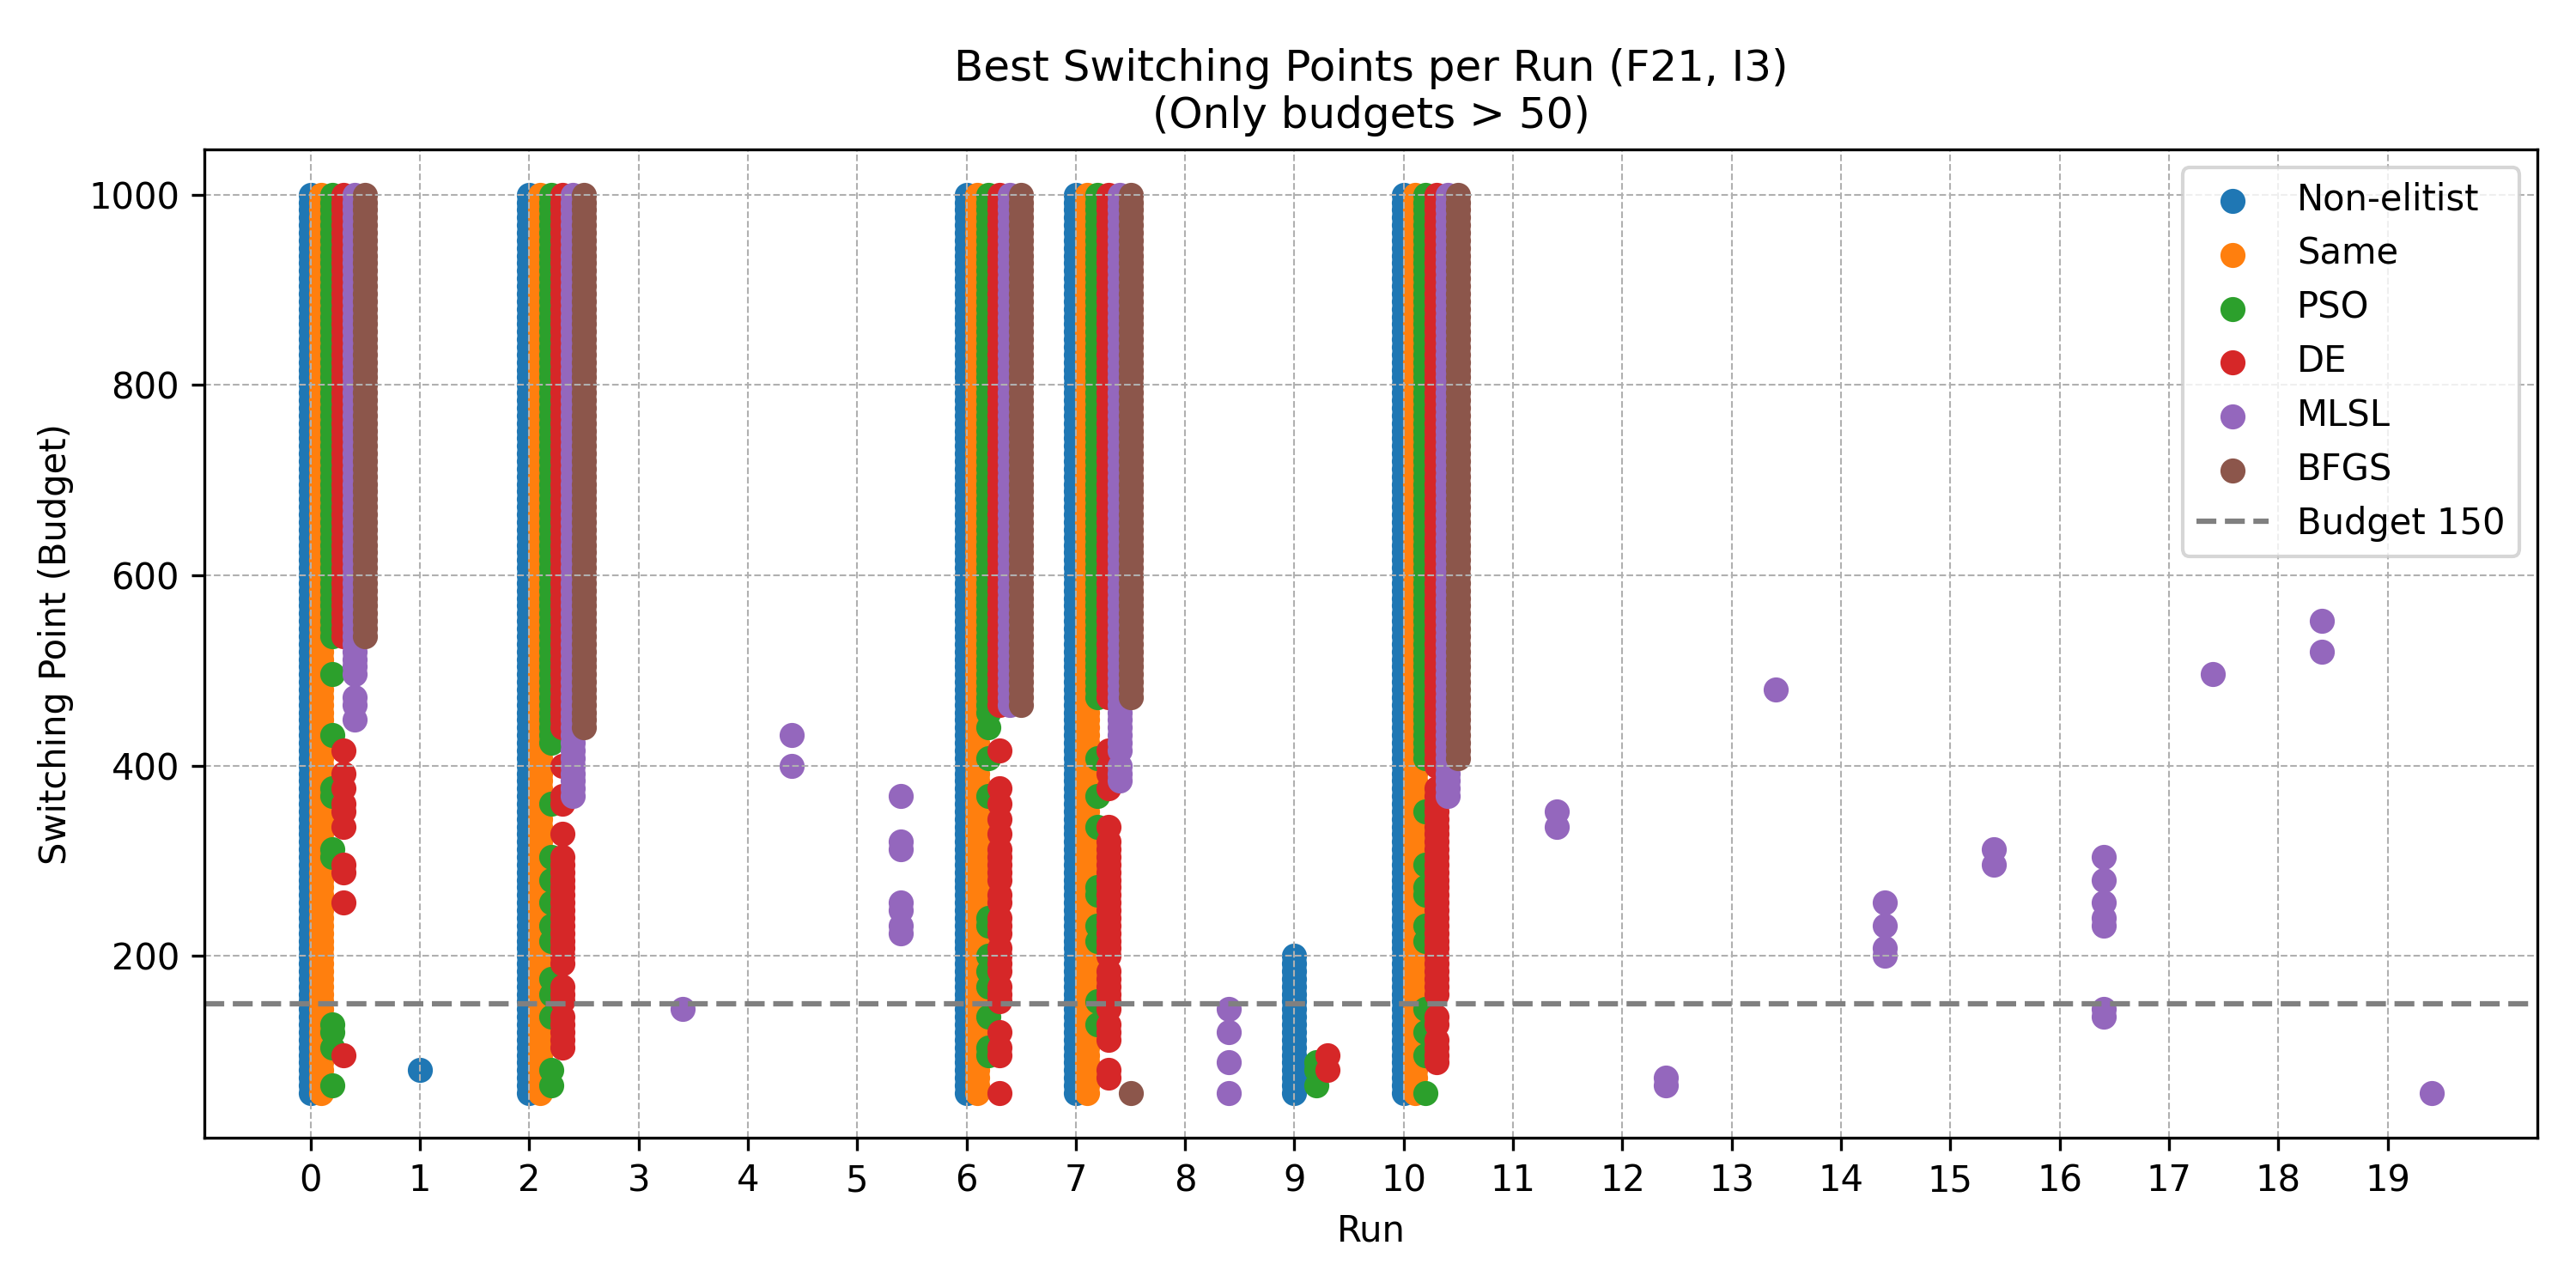 Best Switching Points per Run (F21, I3)
(Only budgets > 50)
Switching Point (Budget)
1000
800
600
400
200
Non-elitist
Same
PSO
DE
MLSL
BFGS
Budget 150
0 1 2 3 4 5 6 7 8 9 10 11 12 13 14 15 16 17 18 19
Run